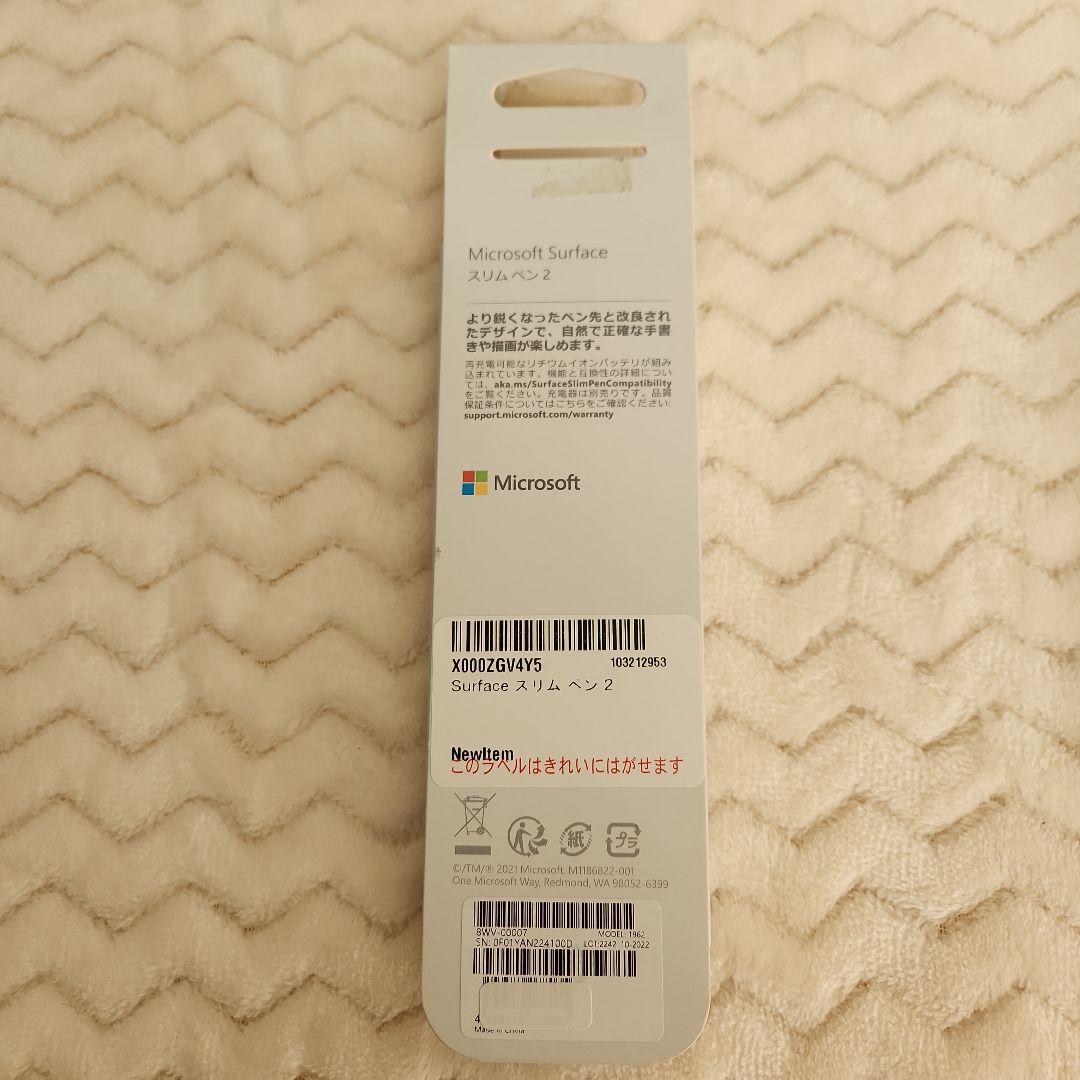 Microsoft Surface
スリム ペン 2
より鋭くなったペン先と改良され
たデザインで、自然で正確な手書
きや描画が楽しめます。
再充電可能なリチウムイオンバッテリが組み
込まれています。機能と互換性の詳細につい
ては、aka.ms/SurfaceSlimPenCompatibility
をご覧ください。充電器は別売りです。品質
保証条件についてはこちらをご確認ください:
support.microsoft.com/warranty
Microsoft
X000ZGV4Y5 103212953
Surface スリム ペン 2
NewItem
このラベルはきれいにはがせます
紙 プラ
©/TM/® 2021 Microsoft. M1186822-001
One Microsoft Way, Redmond, WA 98052-6399
8WV-00007 MODEL: 1962
SN: 0F01YAN224100D LOT:2242 10-2022
4
Made in China